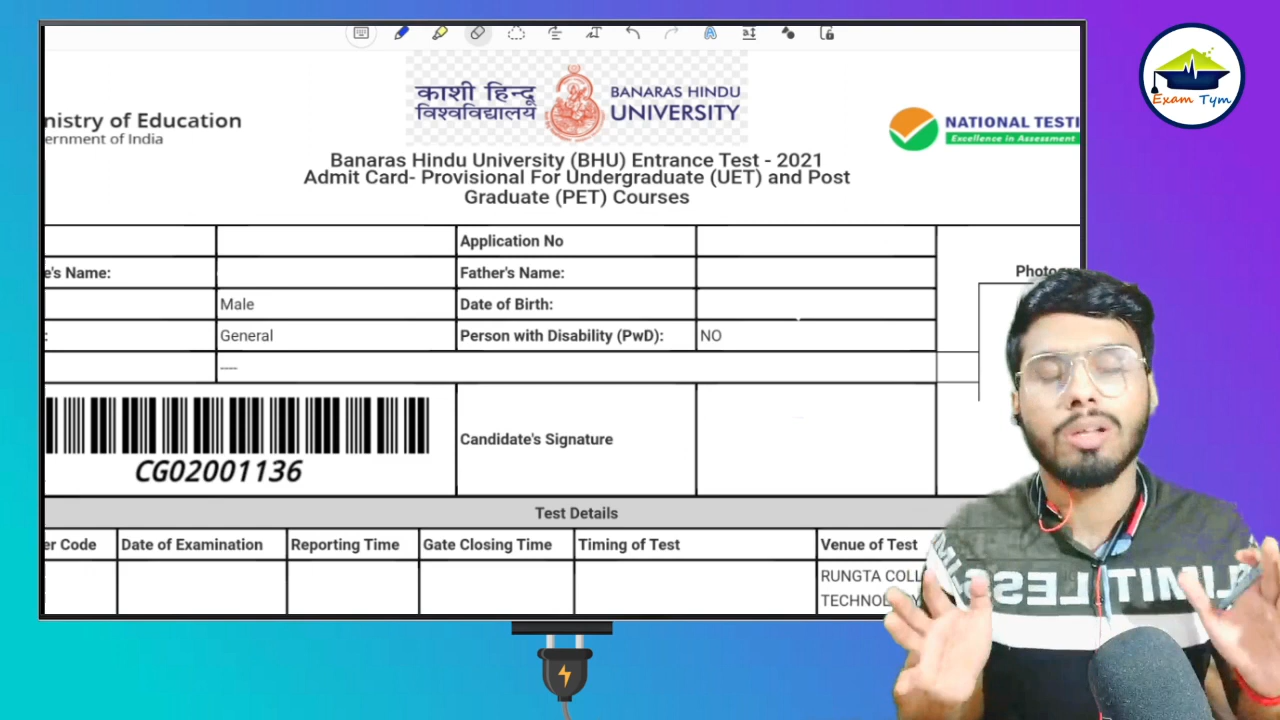 Exam Tym
काशी हिन्दू
विश्वविद्यालय
BANARAS HINDU
UNIVERSITY
nistry of Education
ernment of India
NATIONAL TESTI
Excellence in Assessment
Banaras Hindu University (BHU) Entrance Test - 2021
Admit Card- Provisional For Undergraduate (UET) and Post
Graduate (PET) Courses
Application No
e's Name:
Father's Name:
Male
Date of Birth:
:
General
Person with Disability (PwD):
NO
----
CG02001136
Candidate's Signature
Test Details
er Code
Date of Examination
Reporting Time
Gate Closing Time
Timing of Test
Venue of Test
RUNGTA COLL
TECHNO
LIMITLESS